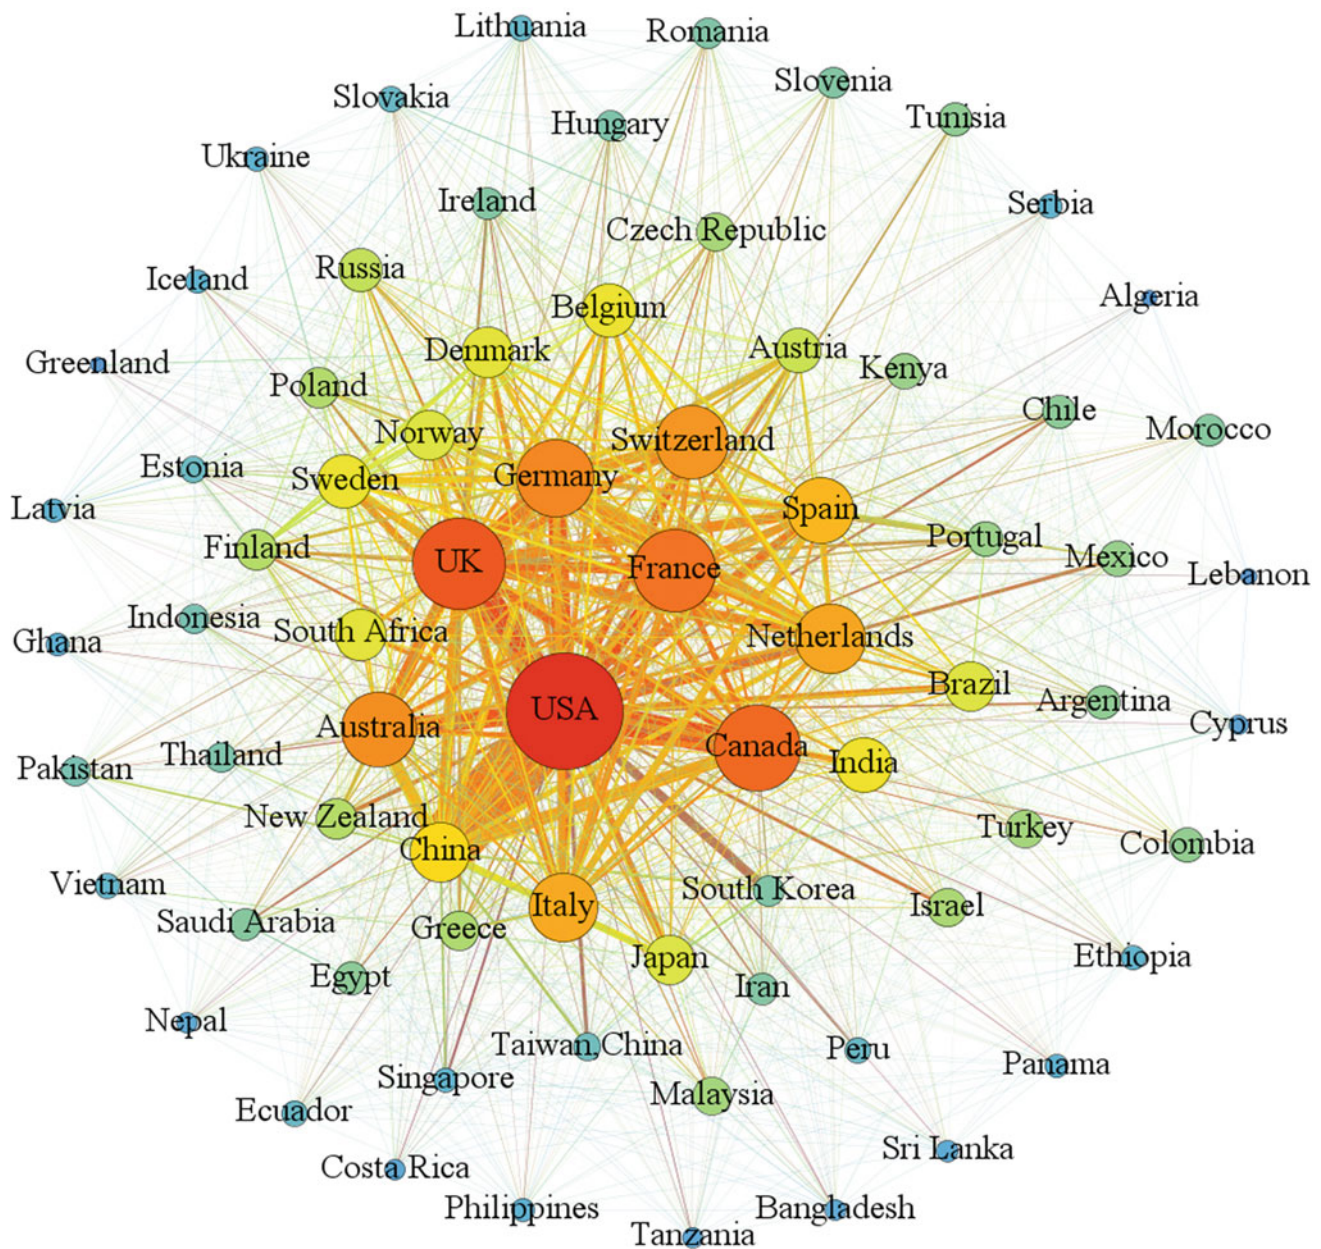 Lithuania
Romania
Slovenia
Slovakia
Tunisia
Hungary
Ukraine
Ireland
Serbia
Czech Republic
Russia
Iceland
Algeria
Belgium
Denmark
Austria
Greenland
Kenya
Poland
Chile
Morocco
Norway
Switzerland
Estonia
Germany
Sweden
Spain
Latvia
Portugal
Finland
UK
Mexico
France
Lebanon
Indonesia
South Africa
Netherlands
Ghana
Brazil
Argentina
USA
Cyprus
Australia
Canada
Thailand
India
Pakistan
New Zealand
Turkey
Colombia
China
Vietnam
South Korea
Italy
Israel
Saudi Arabia
Greece
Japan
Ethiopia
Egypt
Iran
Nepal
Taiwan,China
Peru
Panama
Singapore
Malaysia
Ecuador
Sri Lanka
Costa Rica
Philippines
Bangladesh
Tanzania